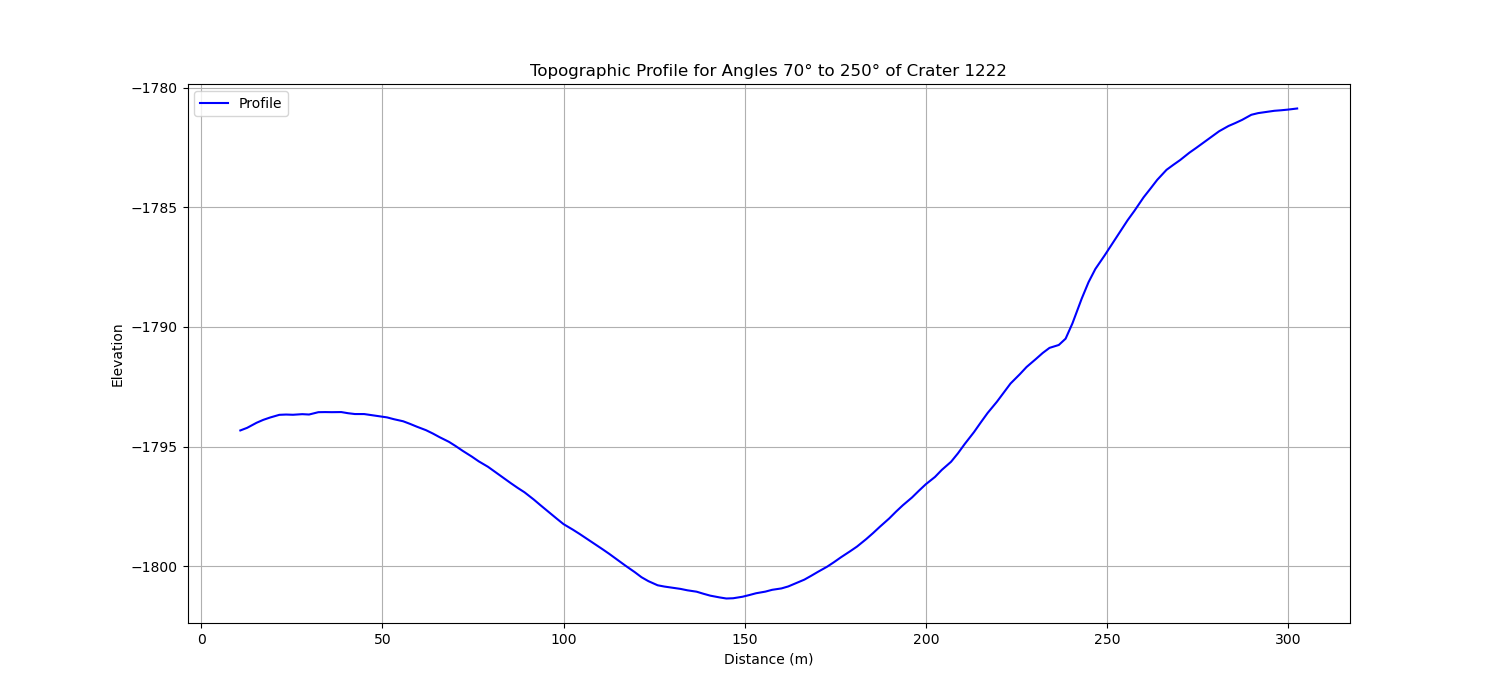 Topographic Profile for Angles 70° to 250° of Crater 1222
Profile
−1780
−1785
−1790
−1795
−1800
Elevation
0 50 100 150 200 250 300
Distance (m)